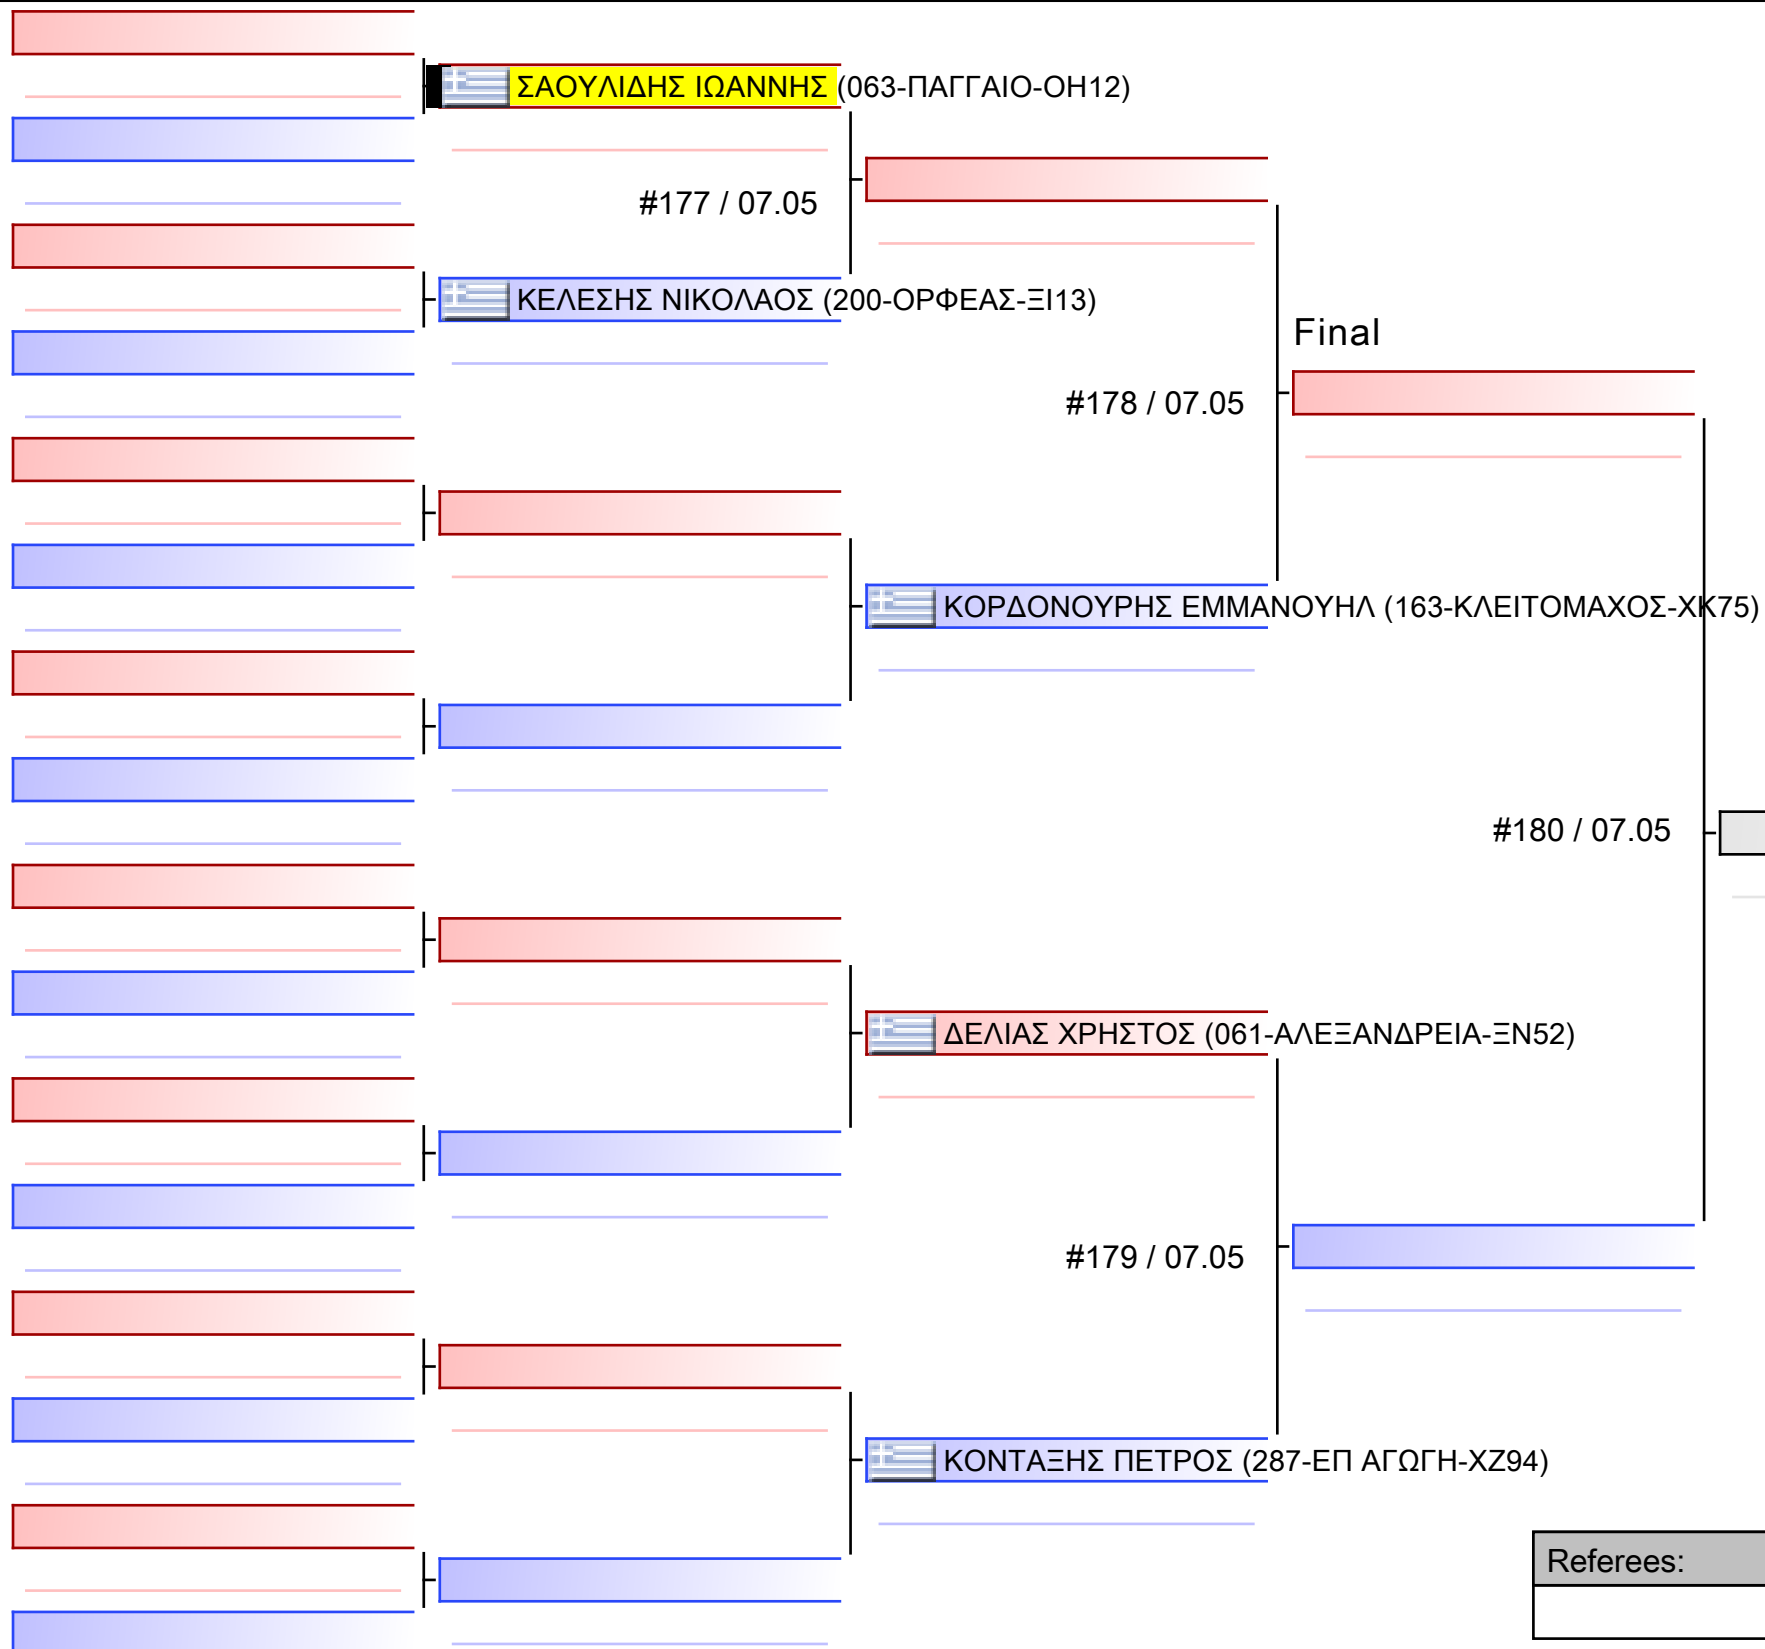 ΣΑΟΥΛΙΔΗΣ ΙΩΑΝΝΗΣ (063-ΠΑΓΓΑΙΟ-ΟΗ12)
#177 / 07.05
ΚΕΛΕΣΗΣ ΝΙΚΟΛΑΟΣ (200-ΟΡΦΕΑΣ-ΞΙ13)
Final
#178 / 07.05
ΚΟΡΔΟΝΟΥΡΗΣ ΕΜΜΑΝΟΥΗΛ (163-ΚΛΕΙΤΟΜΑΧΟΣ-ΧΚ75)
#180 / 07.05
ΔΕΛΙΑΣ ΧΡΗΣΤΟΣ (061-ΑΛΕΞΑΝΔΡΕΙΑ-ΞΝ52)
#179 / 07.05
ΚΟΝΤΑΞΗΣ ΠΕΤΡΟΣ (287-ΕΠ ΑΓΩΓΗ-ΧΖ94)
Referees: